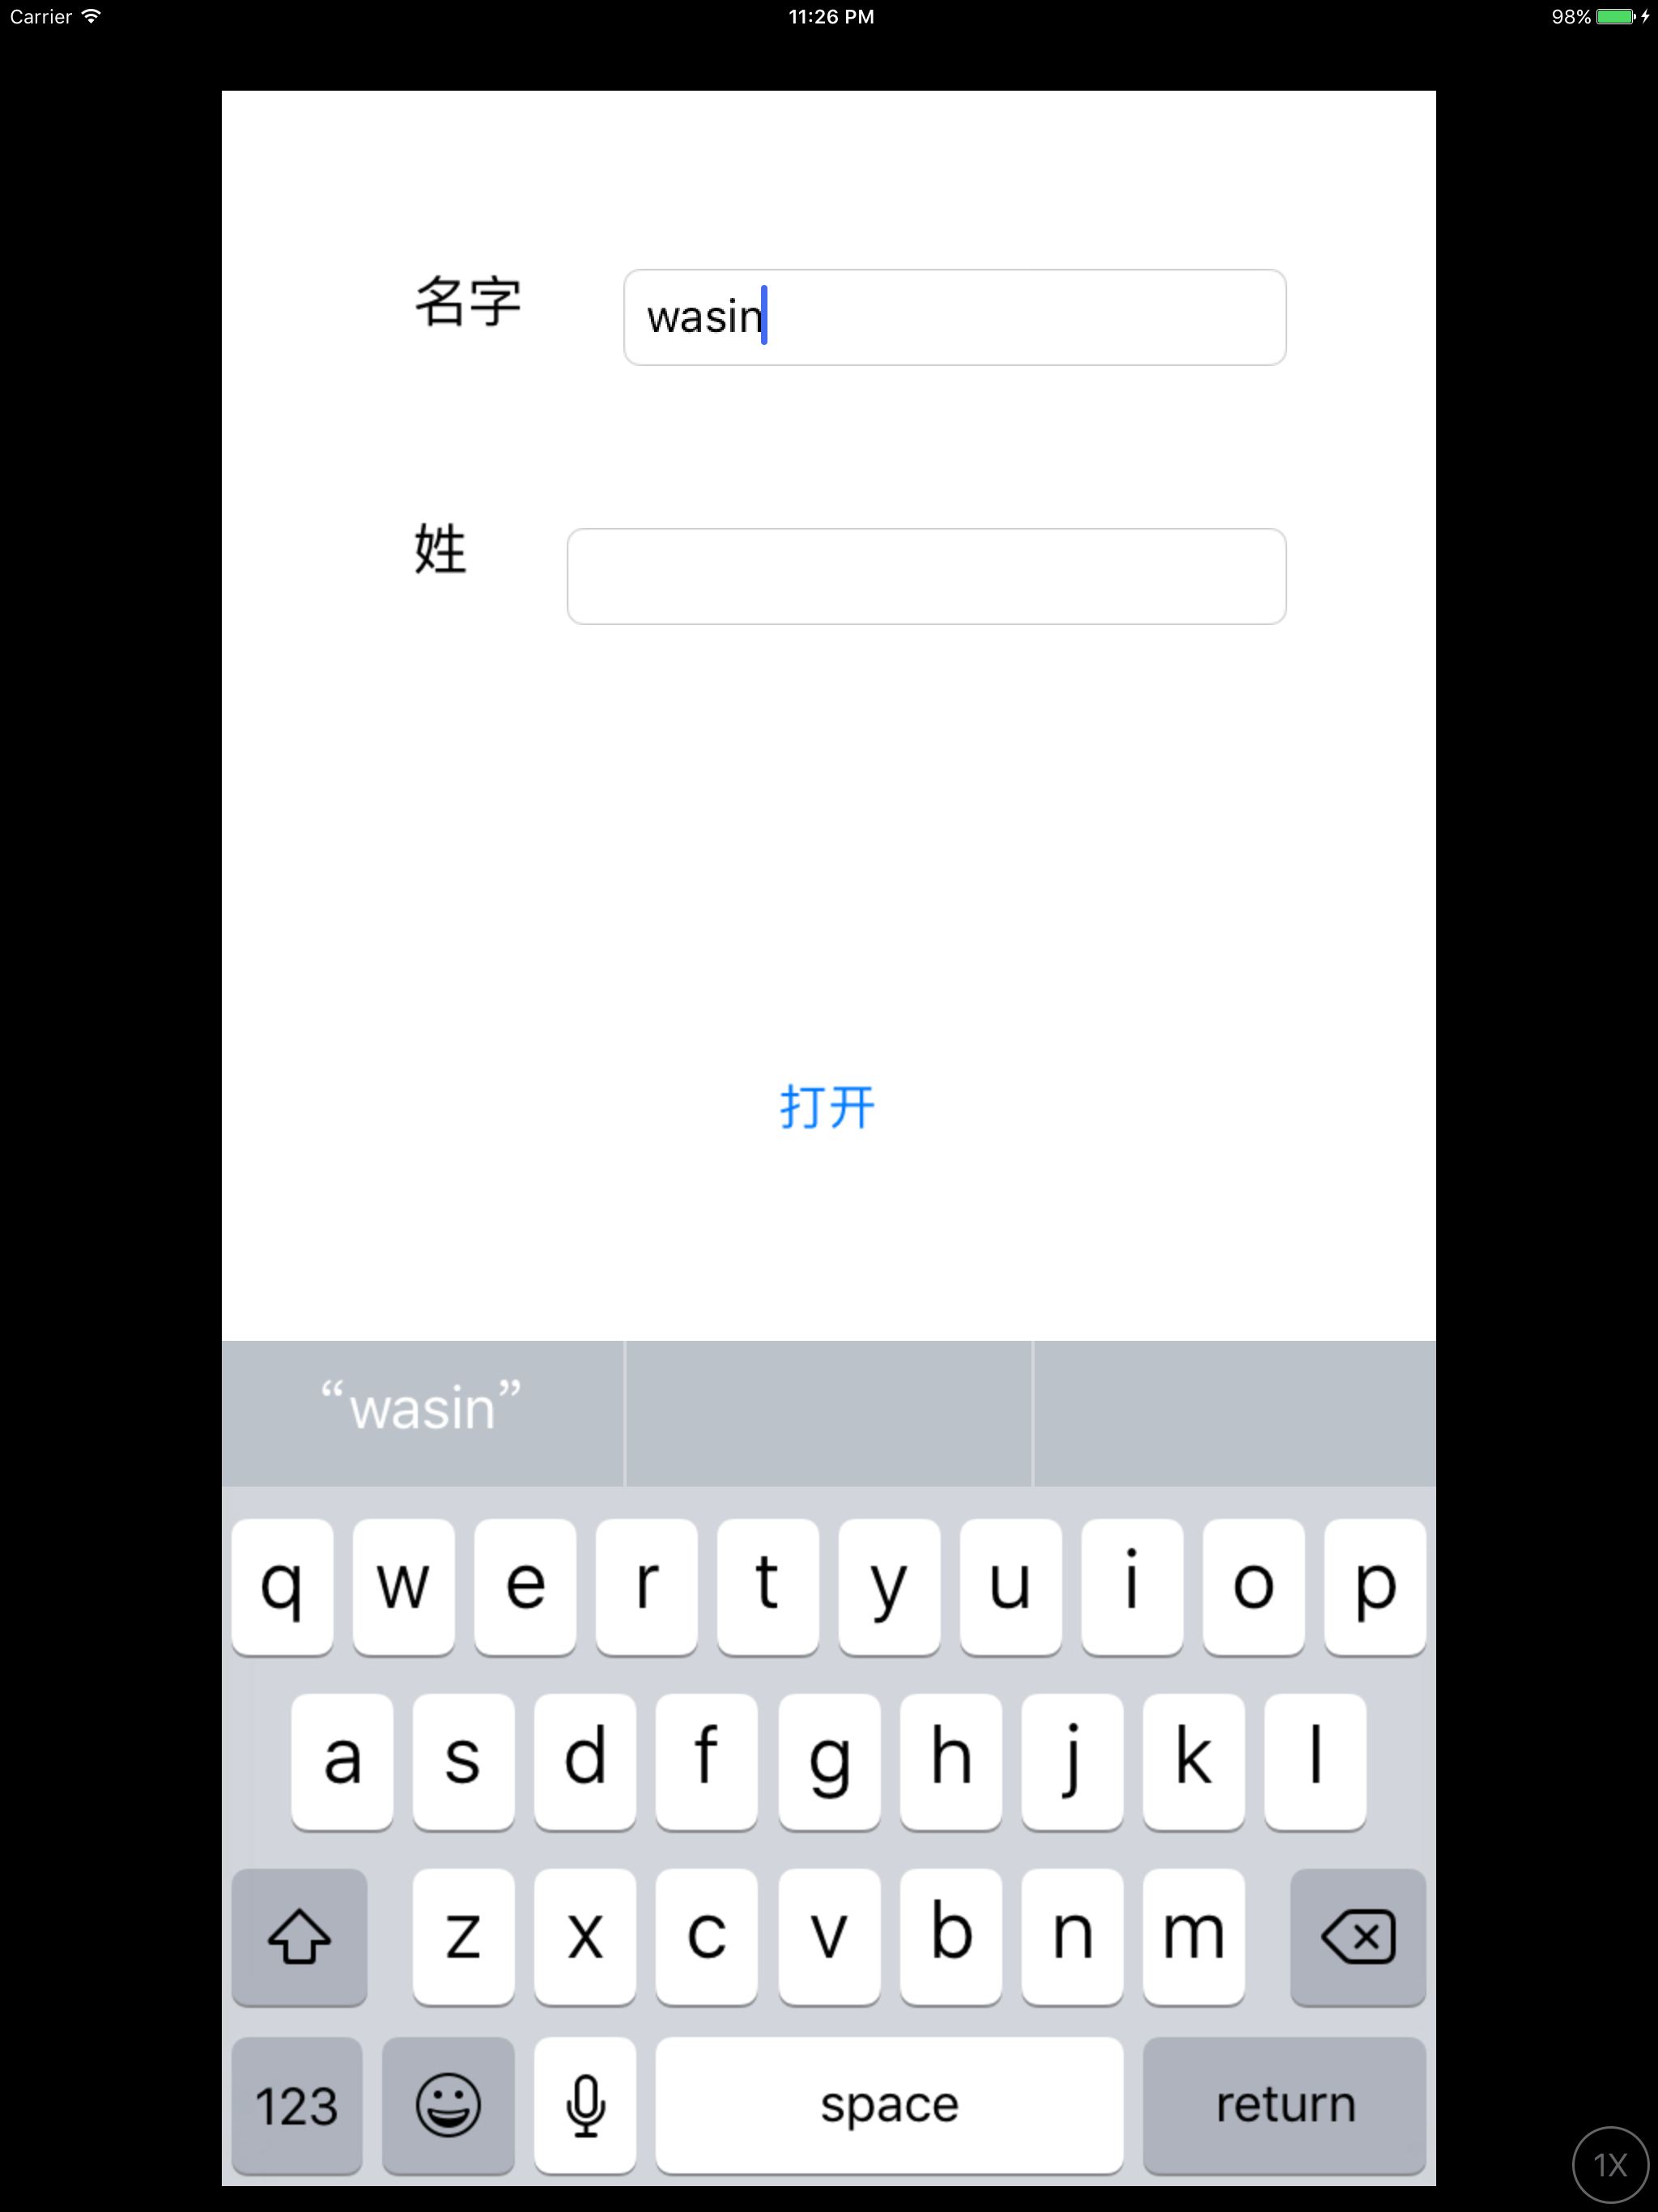 Carrier 11:26 PM 98%
名字 wasin
姓
打开
“wasin”
q w e r t y u i o p
a s d f g h j k l
z x c v b n m
123 space return
1X